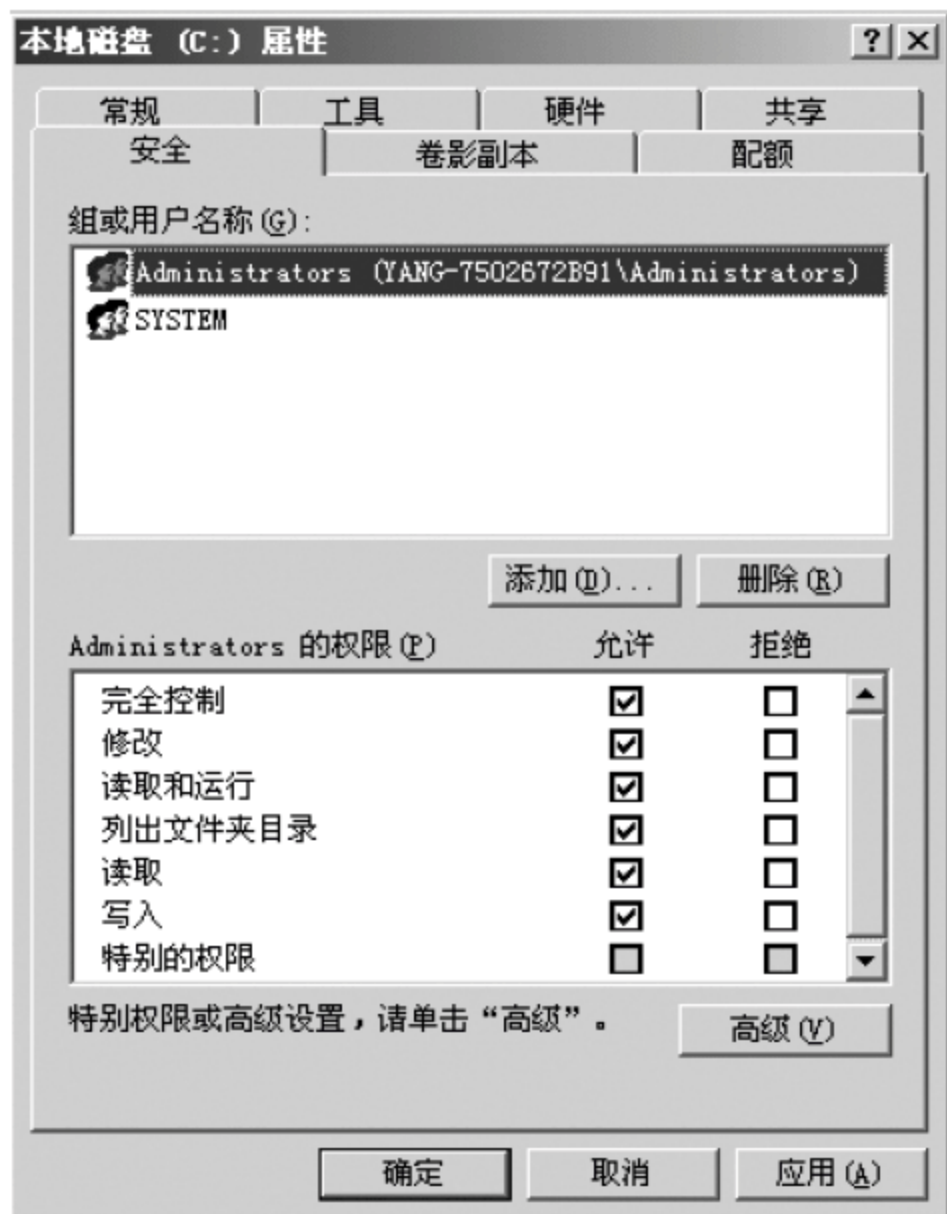 本地磁盘 (C:) 属性
常规 工具 硬件 共享
安全 卷影副本 配额
组或用户名称(G):
Administrators (YANG-7502672B91\Administrators)
SYSTEM
添加(D)... 删除(R)
Administrators 的权限(P) 允许 拒绝
完全控制
修改
读取和运行
列出文件夹目录
读取
写入
特别的权限
特别权限或高级设置，请单击“高级”。 高级(V)
确定 取消 应用(A)